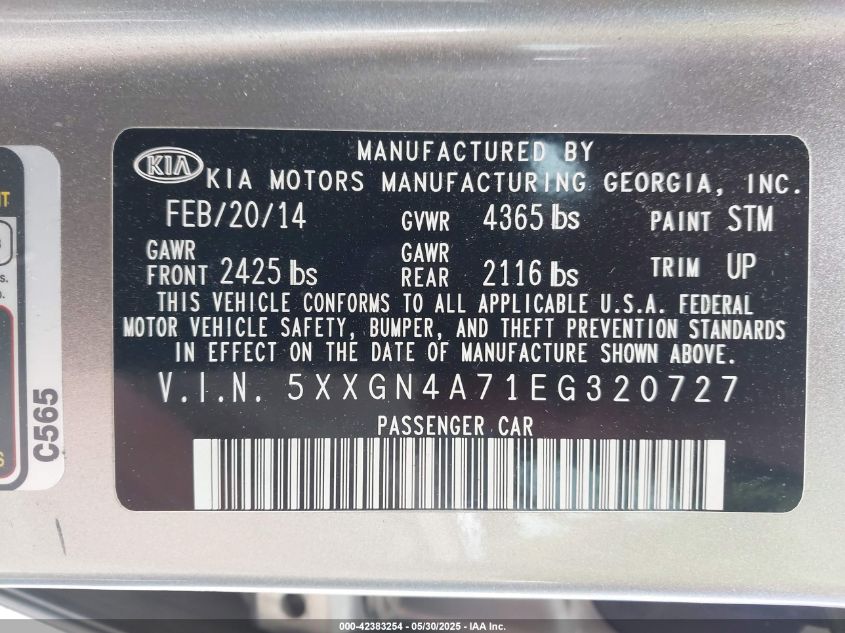 MANUFACTURED BY
KIA KIA MOTORS MANUFACTURING GEORGIA, INC.
FEB/20/14 GVWR 4365 lbs PAINT STM
GAWR FRONT 2425 lbs GAWR REAR 2116 lbs TRIM UP
THIS VEHICLE CONFORMS TO ALL APPLICABLE U.S.A. FEDERAL
MOTOR VEHICLE SAFETY, BUMPER, AND THEFT PREVENTION STANDARDS
IN EFFECT ON THE DATE OF MANUFACTURE SHOWN ABOVE.
V.I.N. 5XXGN4A71EG320727
PASSENGER CAR
C565
000-42383254 - 05/30/2025 - IAA Inc.